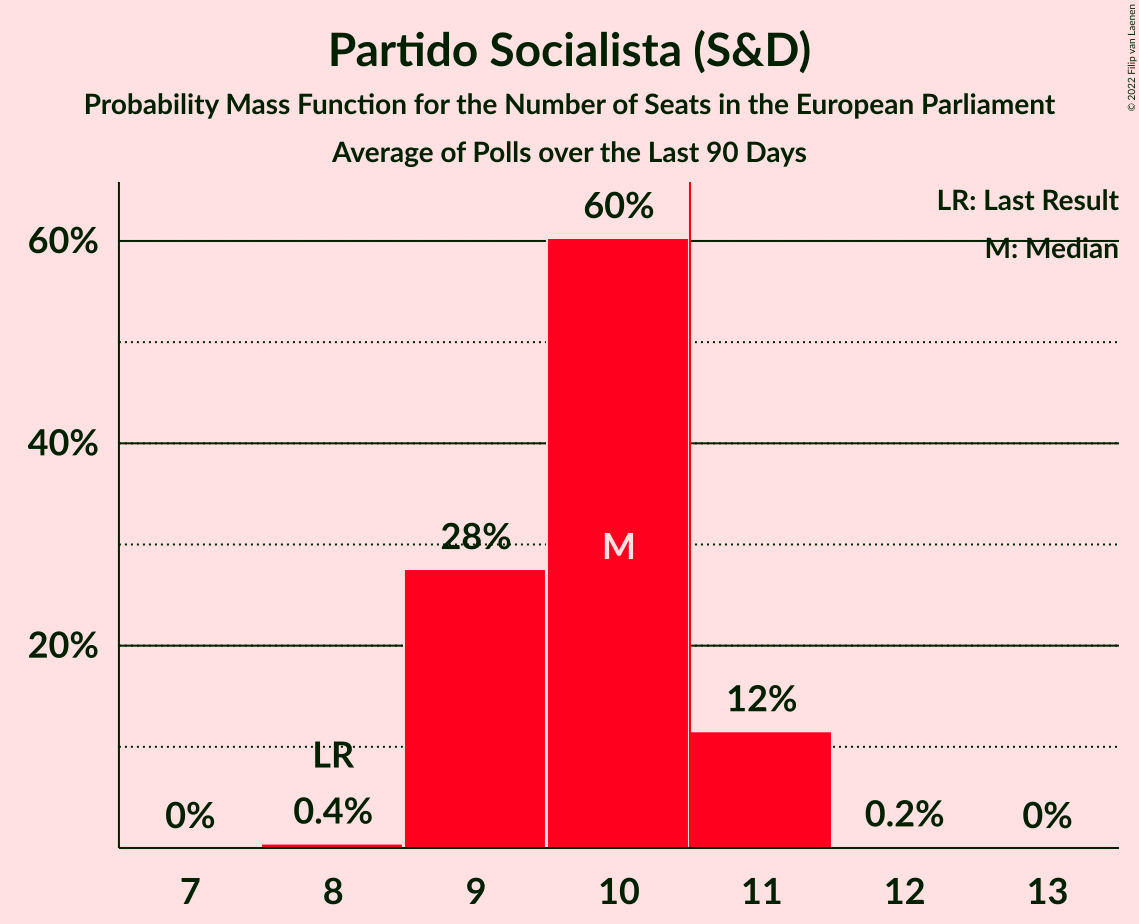 Partido Socialista (S&D)
Probability Mass Function for the Number of Seats in the European Parliament
Average of Polls over the Last 90 Days
© 2022 Filip van Laenen
LR: Last Result
M: Median
60%
40%
20%
0%
LR
0.4%
28%
60%
M
12%
0.2%
0%
7 8 9 10 11 12 13